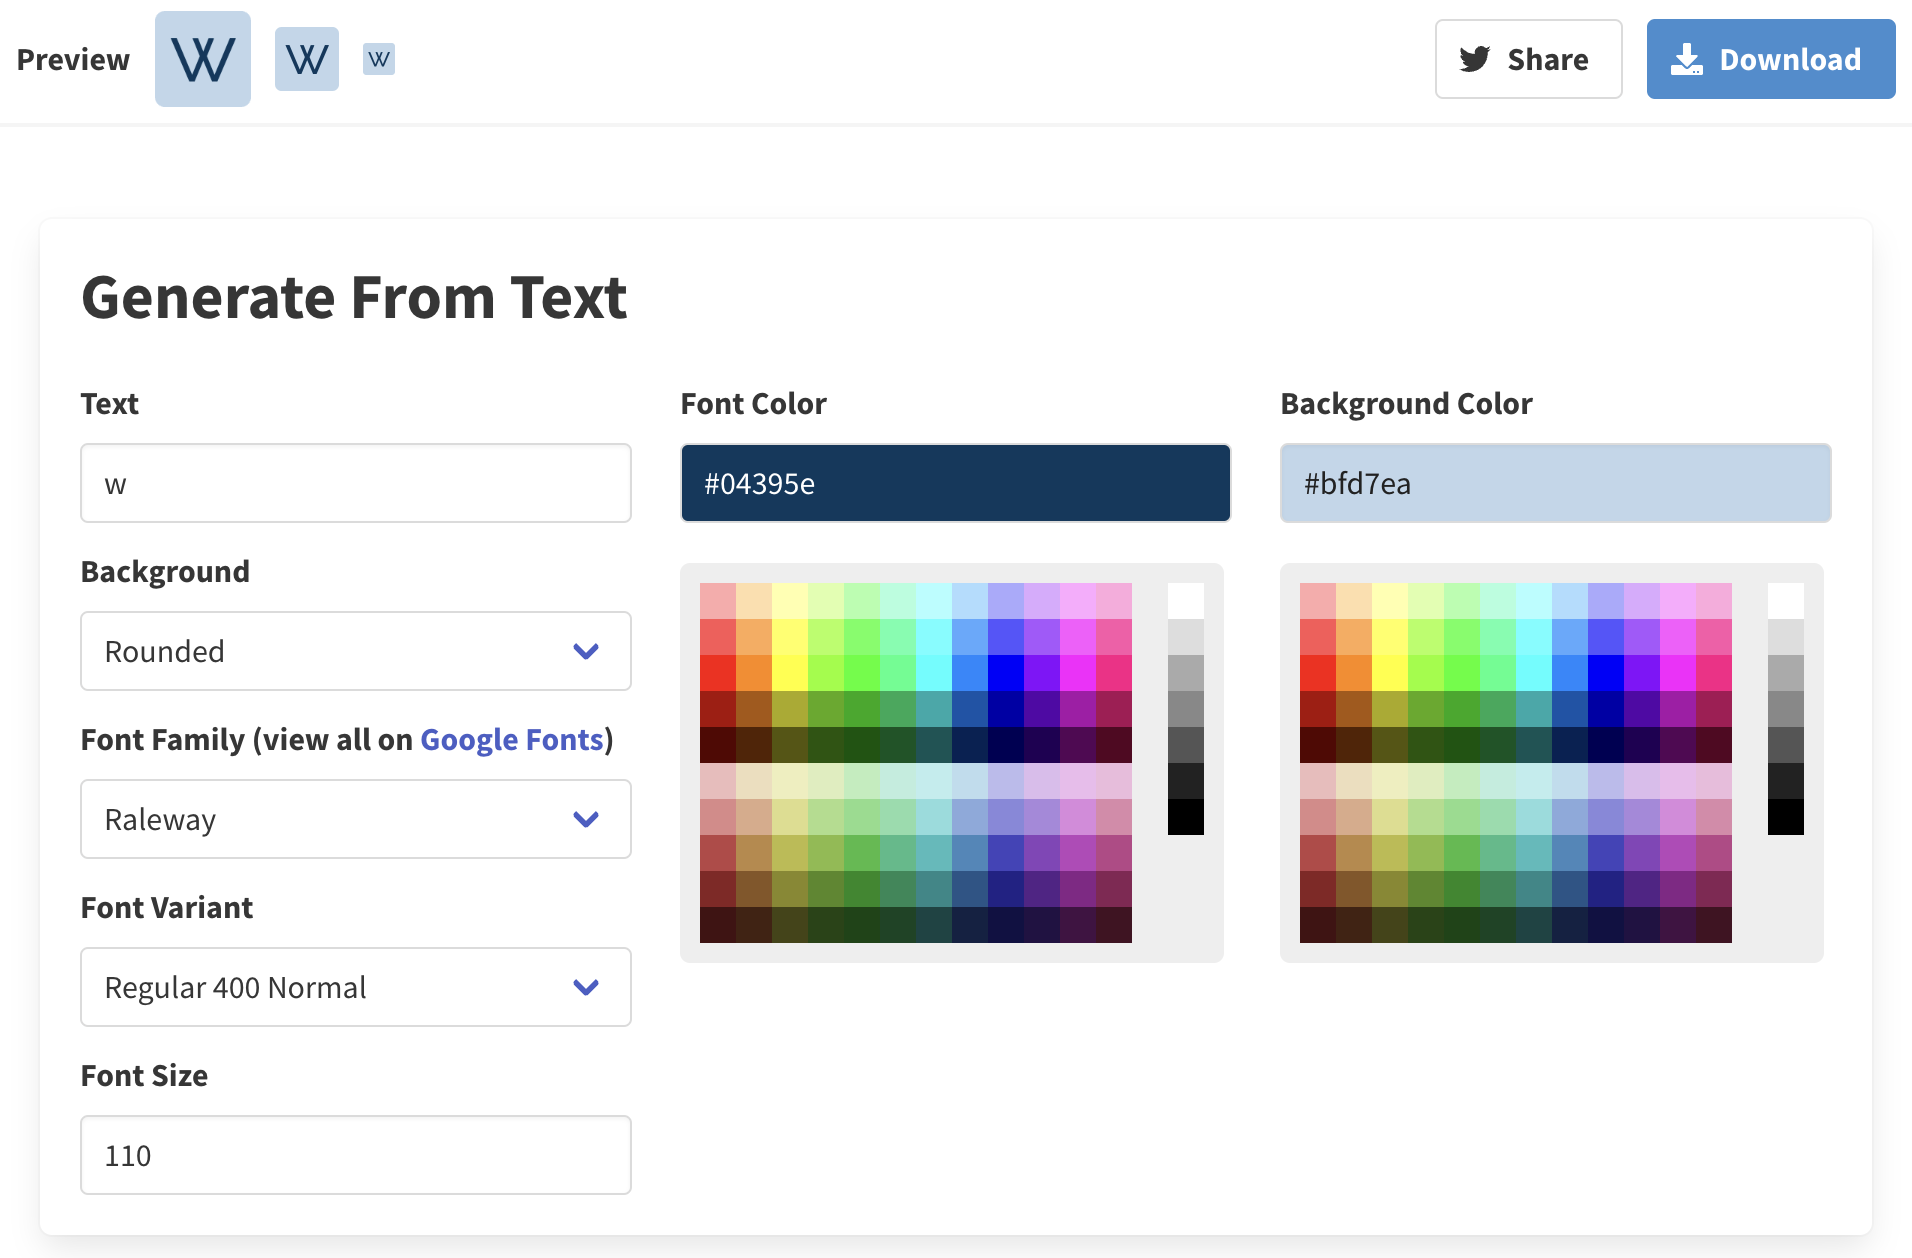 Preview W W W Share Download
Generate From Text
Text
w
Background
Rounded
Font Family (view all on Google Fonts)
Raleway
Font Variant
Regular 400 Normal
Font Size
110
Font Color
#04395e
Background Color
#bfd7ea